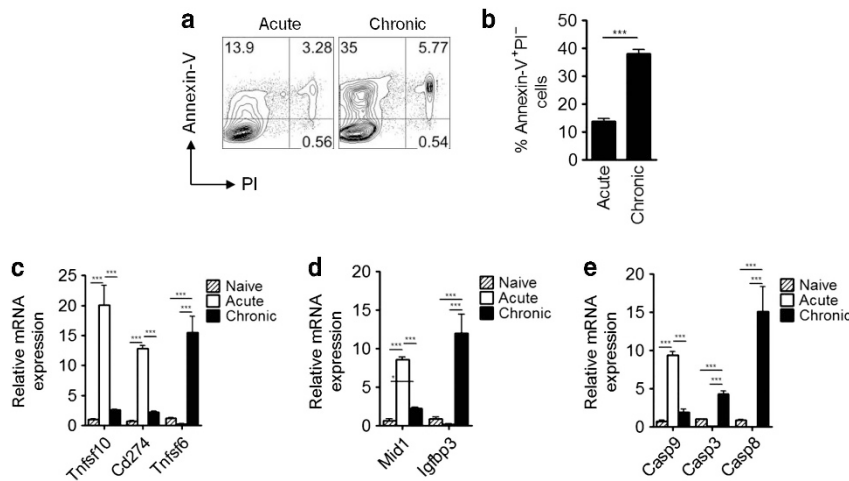 a
Acute
Chronic
Annexin-V
13.9
3.28
0.56
35
5.77
0.54
PI
b
% Annexin-V⁺PI⁻
cells
50
40
30
20
10
0
***
Acute
Chronic
c
Relative mRNA
expression
25
20
15
10
5
0
*** ***
*** ***
***
***
Naive
Acute
Chronic
Tnfsf10
Cd274
Tnfsf6
d
Relative mRNA
expression
20
15
10
5
0
*** ***
*
***
***
Naive
Acute
Chronic
Mid1
Igfbp3
e
Relative mRNA
expression
20
15
10
5
0
*** ***
***
***
***
***
Naive
Acute
Chronic
Casp9
Casp3
Casp8